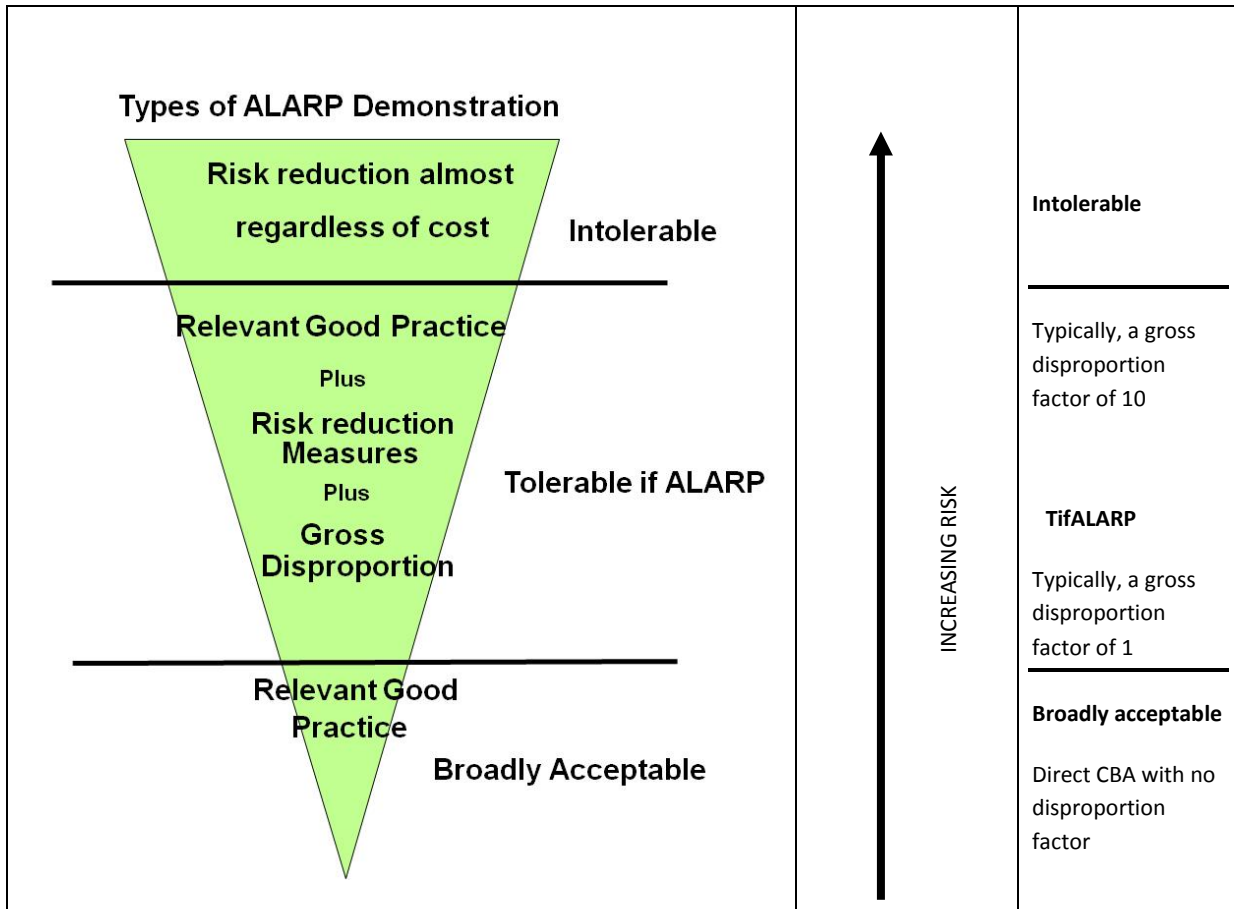 Types of ALARP Demonstration
Risk reduction almost
regardless of cost
Intolerable
Relevant Good Practice
Plus
Risk reduction
Measures
Plus
Gross
Disproportion
Tolerable if ALARP
Relevant Good
Practice
Broadly Acceptable
INCREASING RISK
Intolerable
Typically, a gross
disproportion
factor of 10
TifALARP
Typically, a gross
disproportion
factor of 1
Broadly acceptable
Direct CBA with no
disproportion
factor